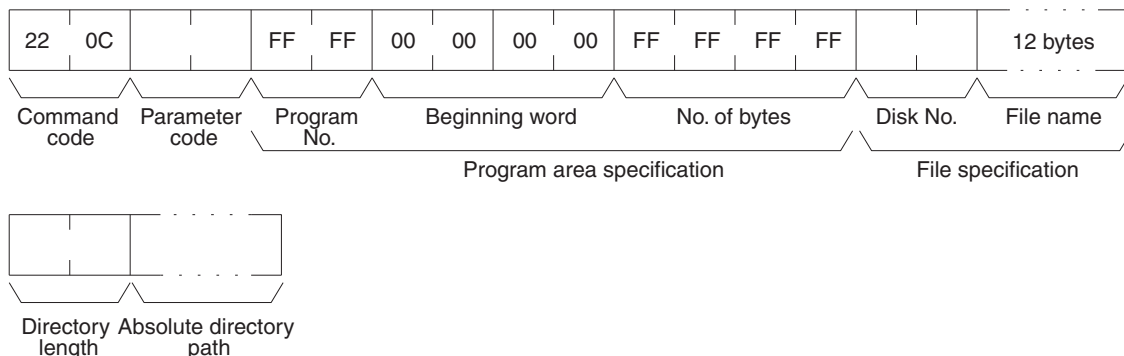 22 0C FF FF 00 00 00 00 FF FF FF FF 12 bytes
Command code Parameter code Program No. Beginning word No. of bytes Disk No. File name
Program area specification File specification
Directory length Absolute directory path